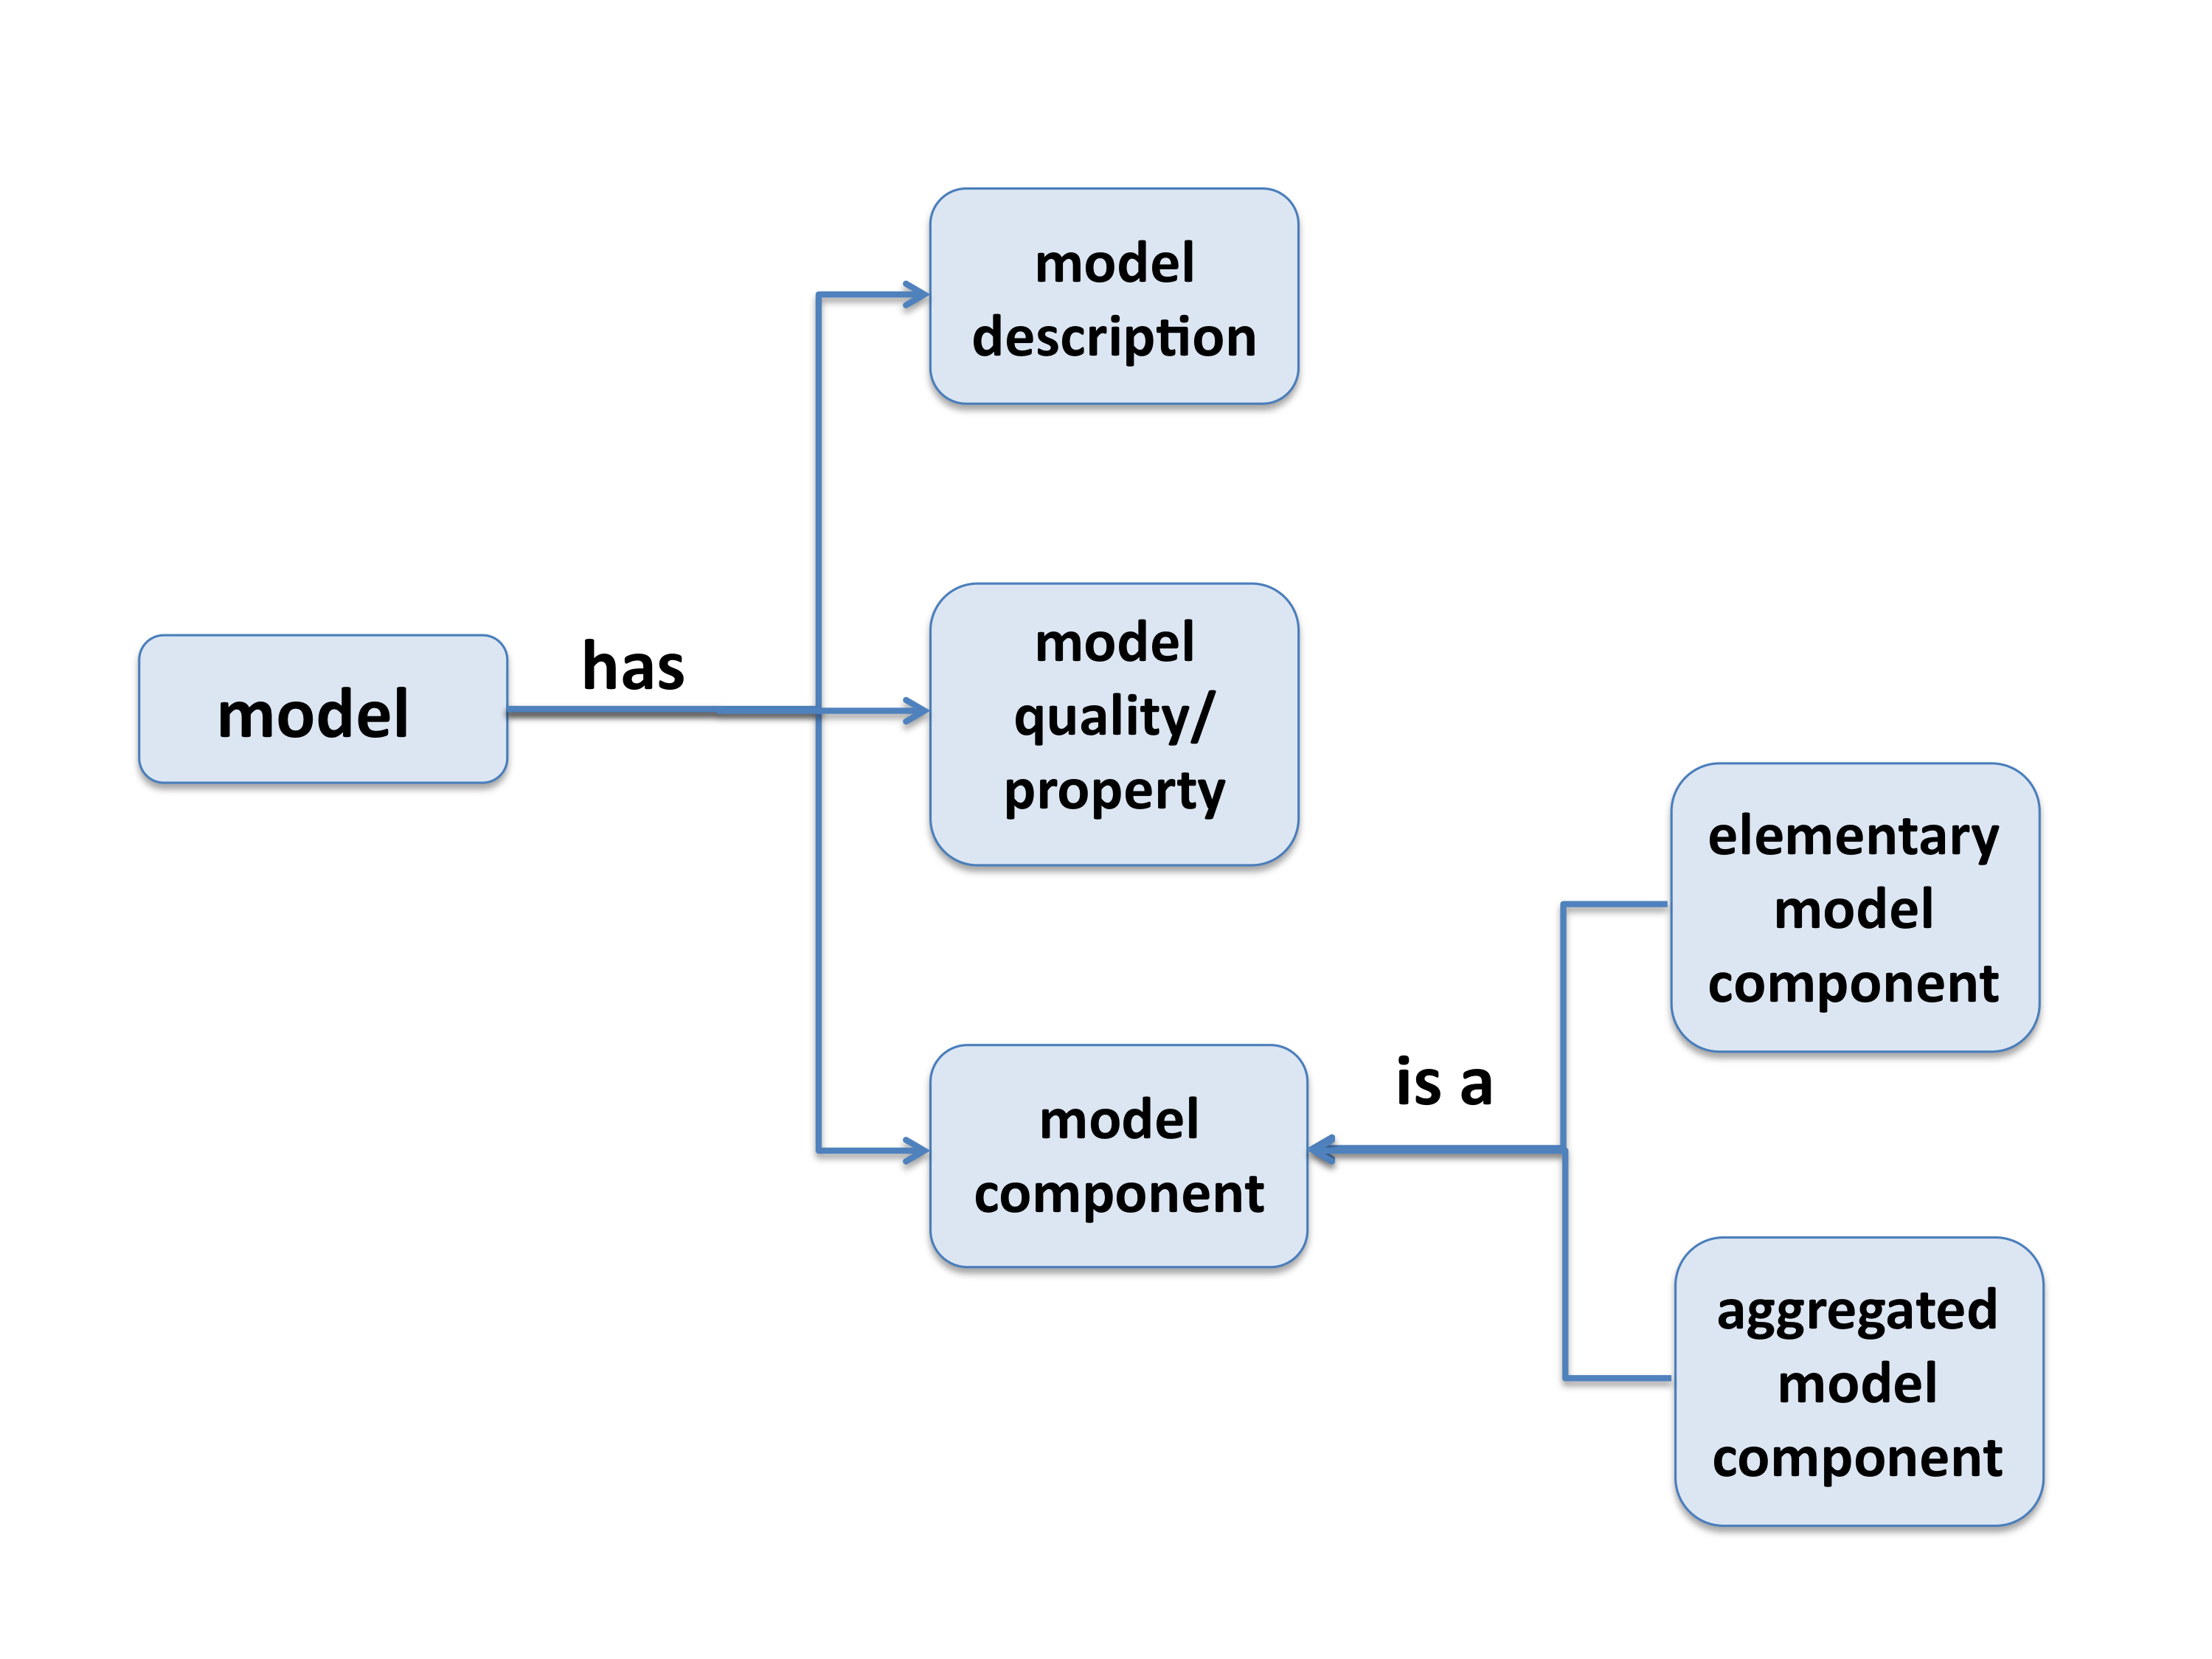 model
has
model
description
model
quality/
property
model
component
is a
elementary
model
component
aggregated
model
component